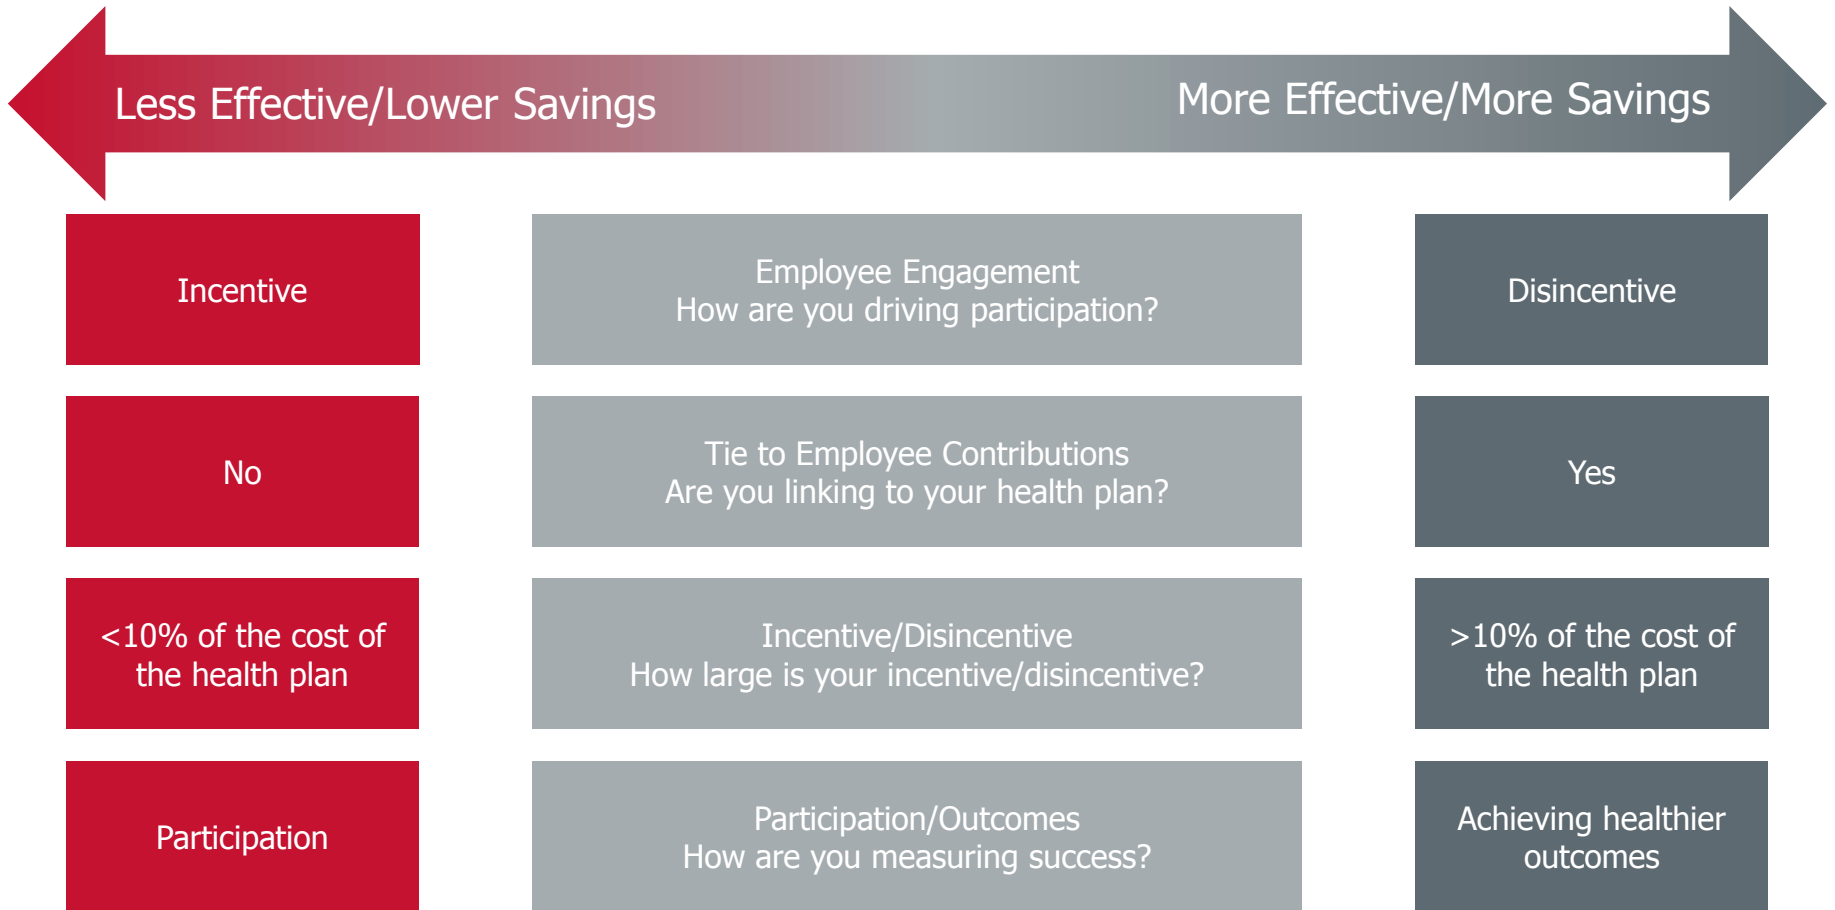 Less Effective/Lower Savings
More Effective/More Savings
Incentive
Employee Engagement
How are you driving participation?
Disincentive
No
Tie to Employee Contributions
Are you linking to your health plan?
Yes
<10% of the cost of
the health plan
Incentive/Disincentive
How large is your incentive/disincentive?
>10% of the cost of
the health plan
Participation
Participation/Outcomes
How are you measuring success?
Achieving healthier
outcomes